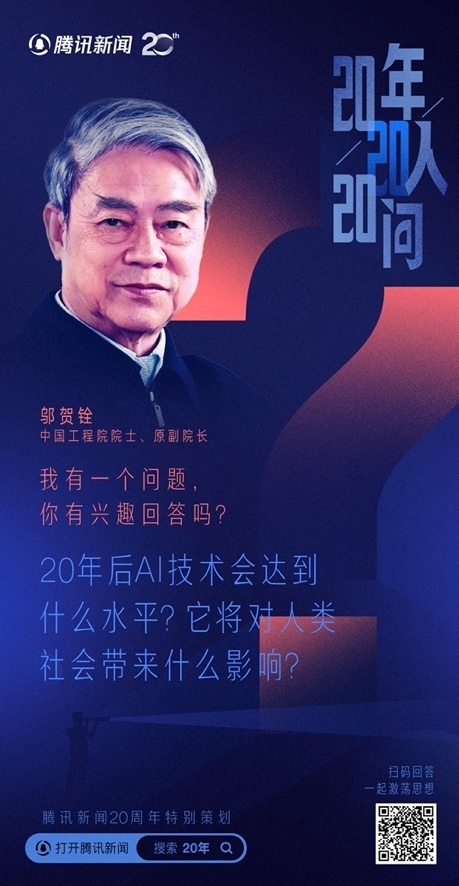 腾讯新闻 20th
20年
20人
20问
邬贺铨
中国工程院院士、原副院长
我有一个问题，
你有兴趣回答吗？
20年后AI技术会达到
什么水平？它将对人类
社会带来什么影响？
扫码回答
一起激荡思想
腾讯新闻20周年特别策划
打开腾讯新闻 搜索 20年